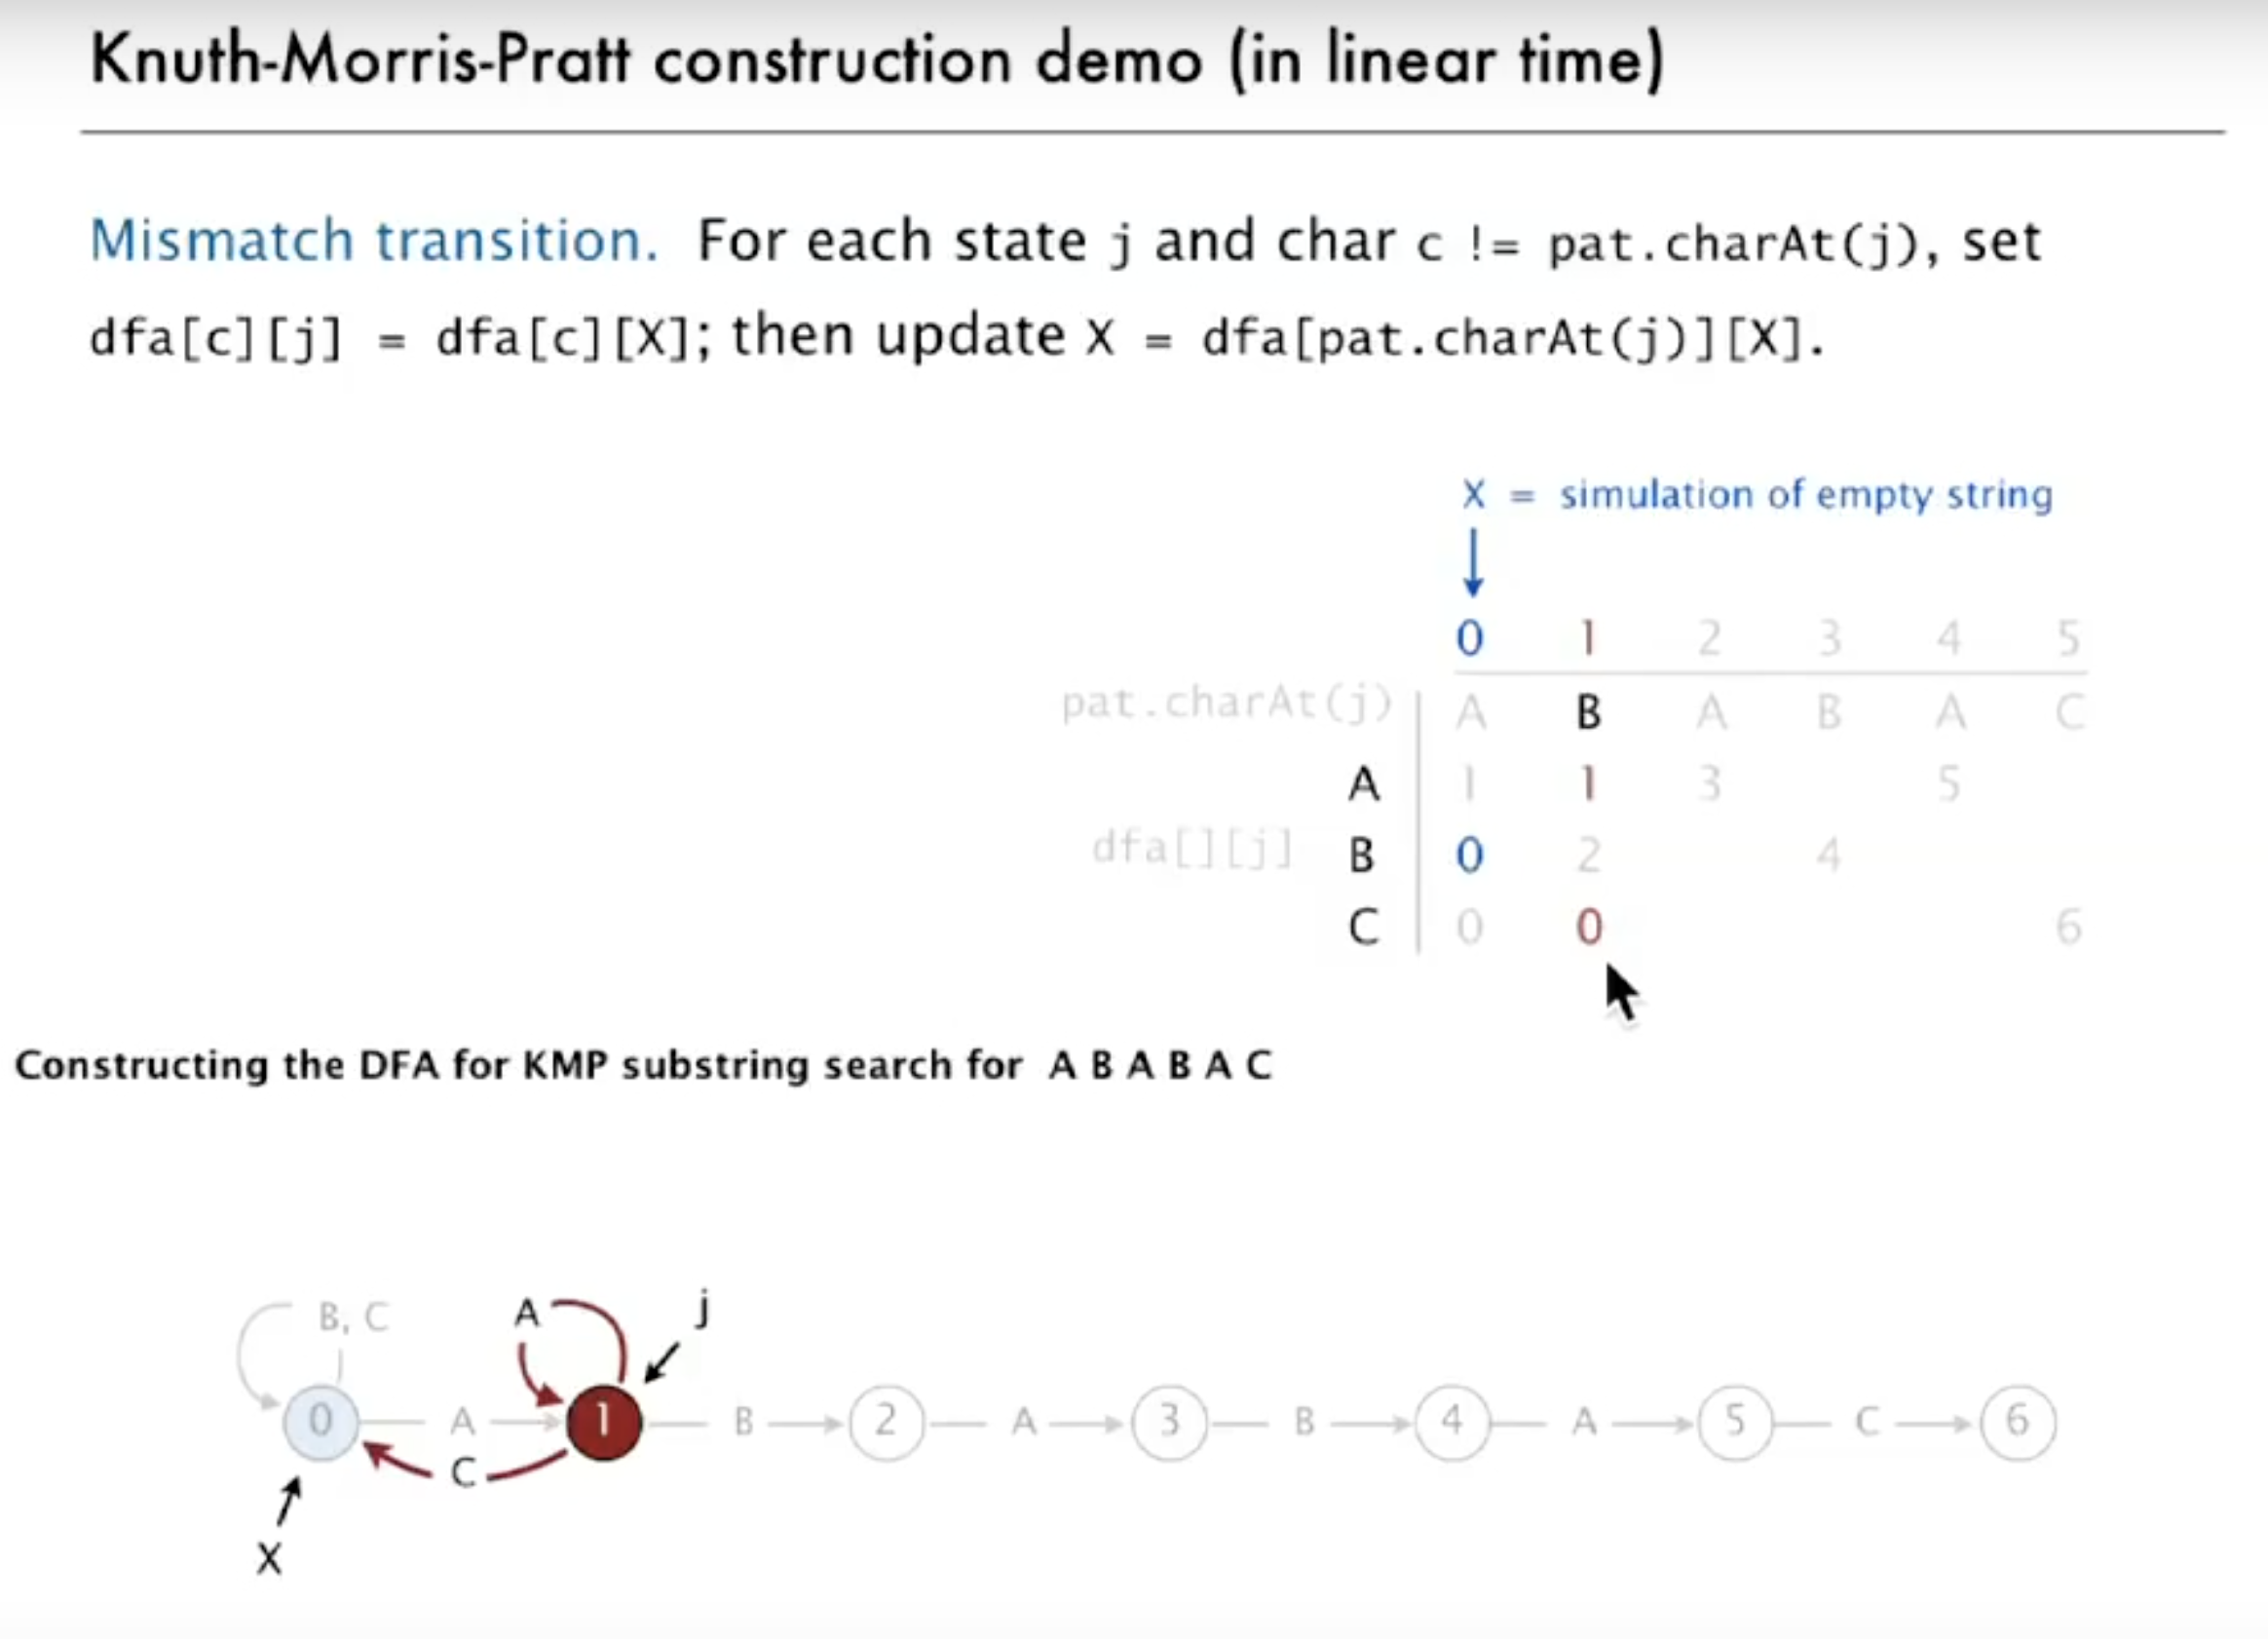 Knuth-Morris-Pratt construction demo (in linear time)
Mismatch transition. For each state j and char c != pat.charAt(j), set
dfa[c][j] = dfa[c][X]; then update X = dfa[pat.charAt(j)][X].
X = simulation of empty string
0 1 2 3 4 5
pat.charAt(j) A B A B A C
A 1 1 3 5
dfa[][j] B 0 2 4
C 0 0 6
Constructing the DFA for KMP substring search for A B A B A C
B, C A j
0 A 1 B 2 A 3 B 4 A 5 C 6
C
X